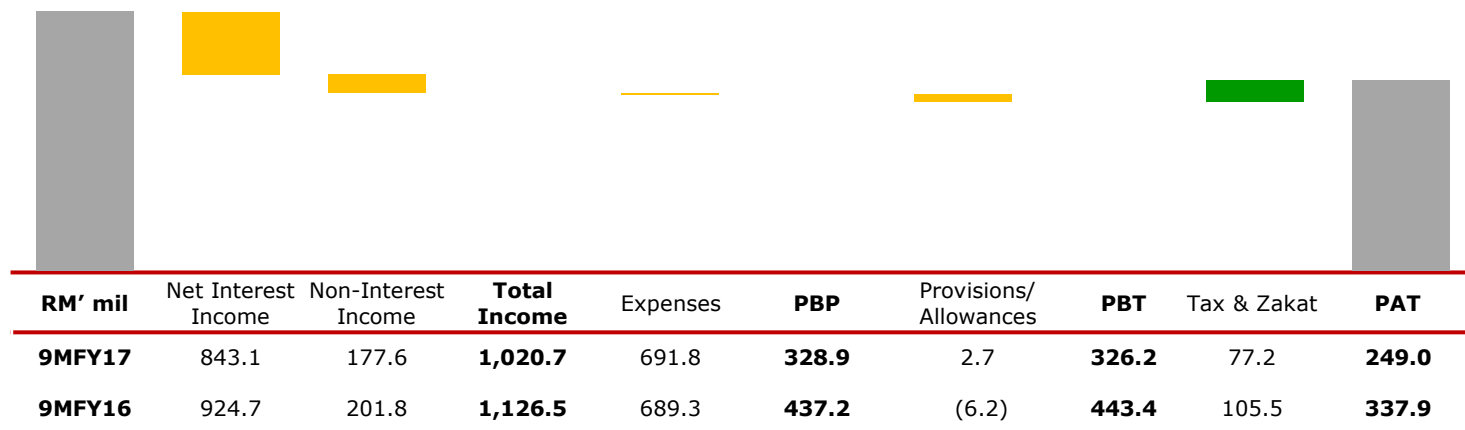 RM' mil Net Interest Income Non-Interest Income Total Income Expenses PBP Provisions/ Allowances PBT Tax & Zakat PAT
9MFY17 843.1 177.6 1,020.7 691.8 328.9 2.7 326.2 77.2 249.0
9MFY16 924.7 201.8 1,126.5 689.3 437.2 (6.2) 443.4 105.5 337.9